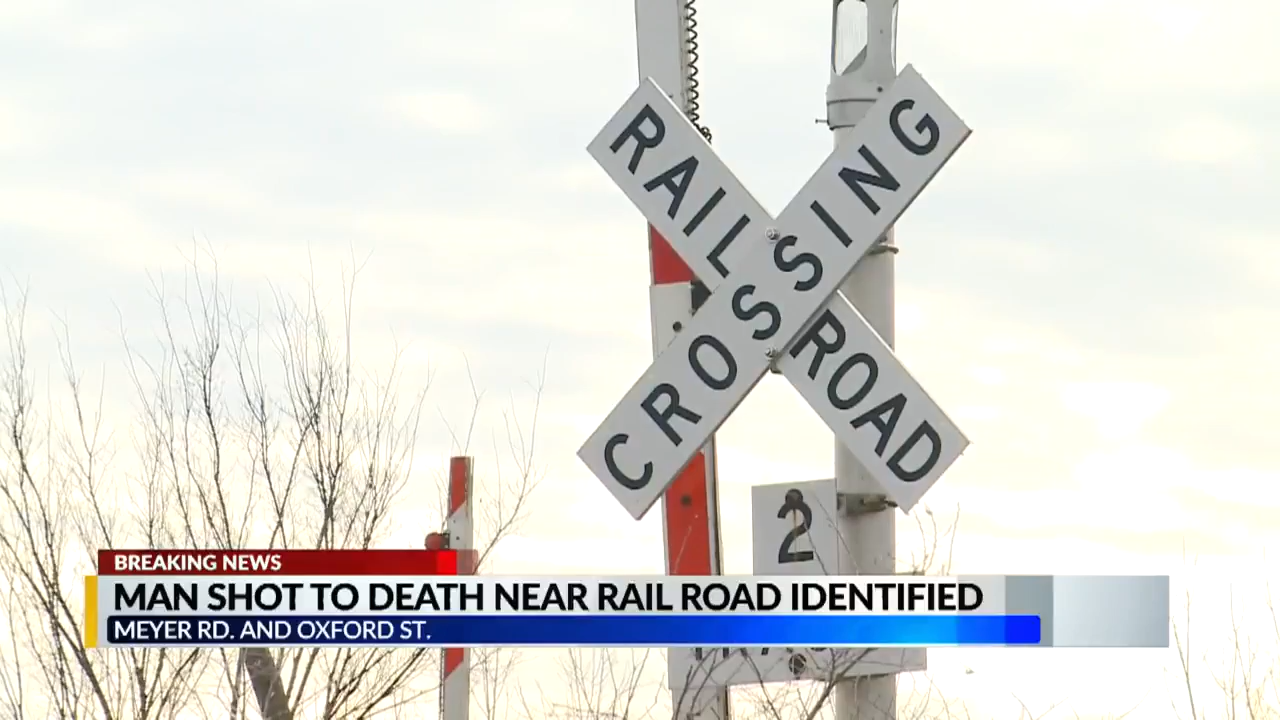 RAIL ROAD
CROSSING
2
BREAKING NEWS
MAN SHOT TO DEATH NEAR RAIL ROAD IDENTIFIED
MEYER RD. AND OXFORD ST.